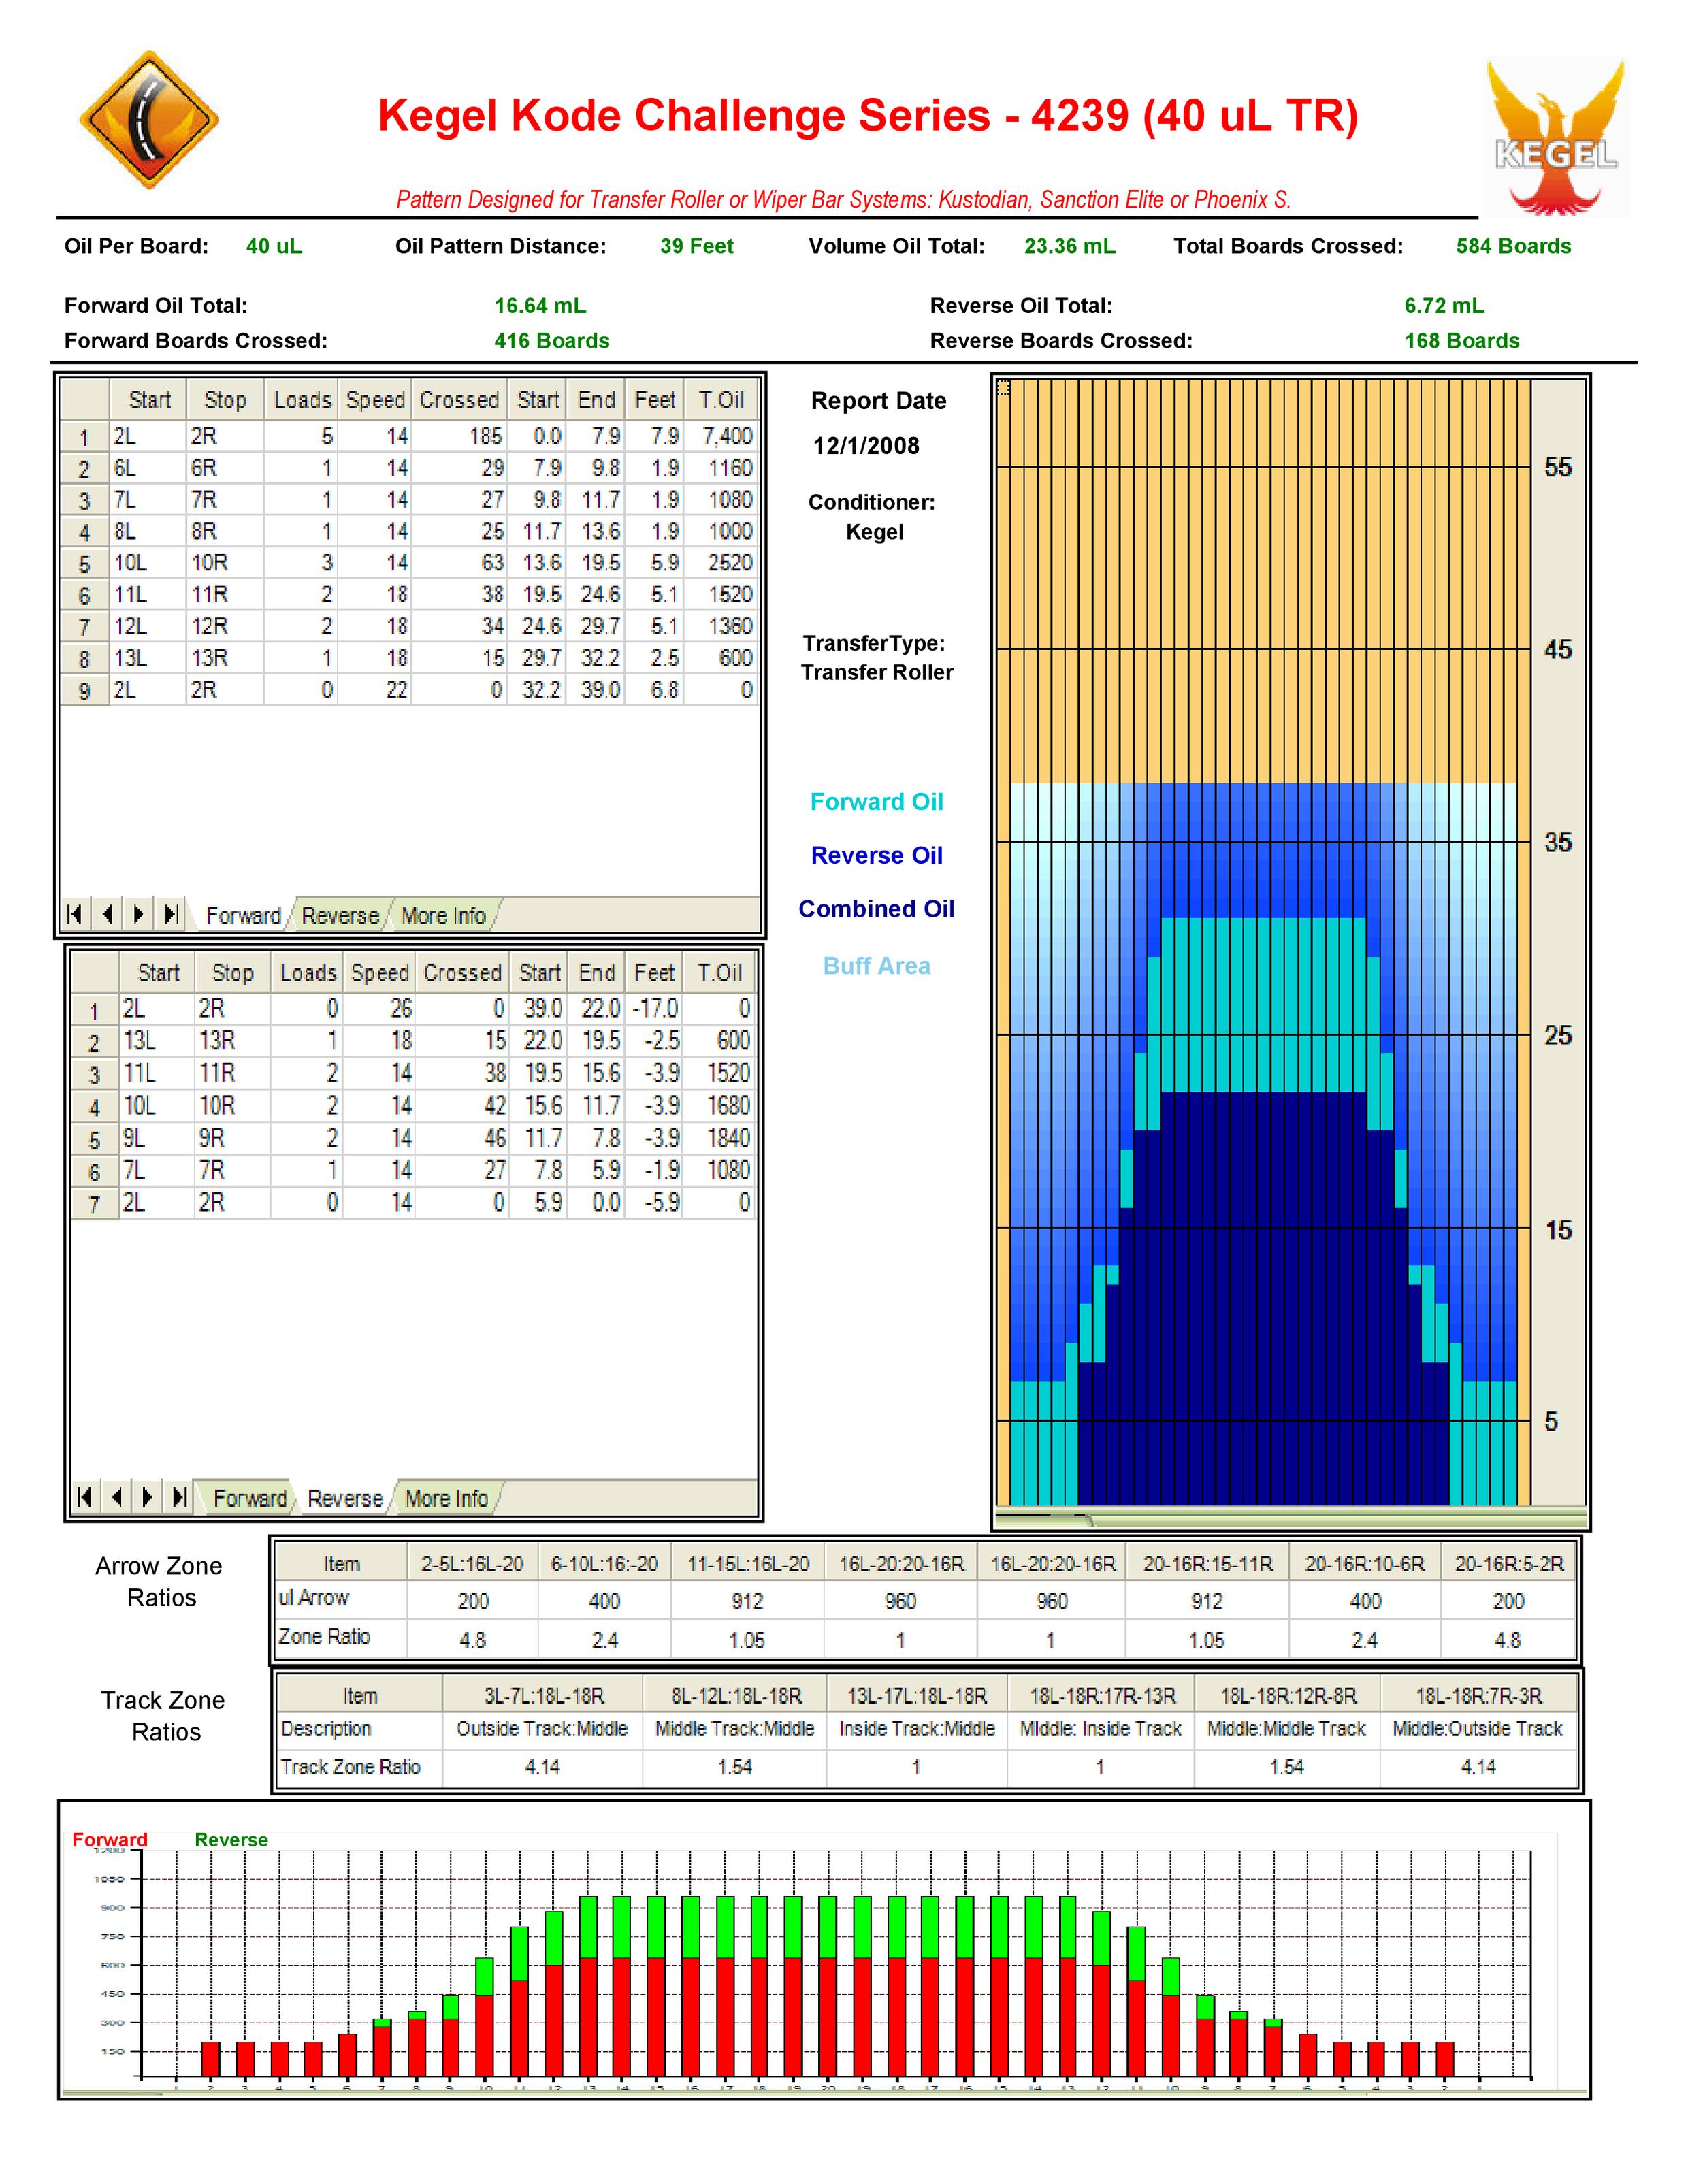 Kegel Kode Challenge Series - 4239 (40 uL TR)
KEGEL
Pattern Designed for Transfer Roller or Wiper Bar Systems: Kustodian, Sanction Elite or Phoenix S.
Oil Per Board: 40 uL Oil Pattern Distance: 39 Feet Volume Oil Total: 23.36 mL Total Boards Crossed: 584 Boards
Forward Oil Total: 16.64 mL Reverse Oil Total: 6.72 mL
Forward Boards Crossed: 416 Boards Reverse Boards Crossed: 168 Boards
Start Stop Loads Speed Crossed Start End Feet T.Oil
1 2L 2R 5 14 185 0.0 7.9 7.9 7,400
2 6L 6R 1 14 29 7.9 9.8 1.9 1160
3 7L 7R 1 14 27 9.8 11.7 1.9 1080
4 8L 8R 1 14 25 11.7 13.6 1.9 1000
5 10L 10R 3 14 63 13.6 19.5 5.9 2520
6 11L 11R 2 18 38 19.5 24.6 5.1 1520
7 12L 12R 2 18 34 24.6 29.7 5.1 1360
8 13L 13R 1 18 15 29.7 32.2 2.5 600
9 2L 2R 0 22 0 32.2 39.0 6.8 0
Forward Reverse More Info
Start Stop Loads Speed Crossed Start End Feet T.Oil
1 2L 2R 0 26 0 39.0 22.0 -17.0 0
2 13L 13R 1 18 15 22.0 19.5 -2.5 600
3 11L 11R 2 14 38 19.5 15.6 -3.9 1520
4 10L 10R 2 14 42 15.6 11.7 -3.9 1680
5 9L 9R 2 14 46 11.7 7.8 -3.9 1840
6 7L 7R 1 14 27 7.8 5.9 -1.9 1080
7 2L 2R 0 14 0 5.9 0.0 -5.9 0
Forward Reverse More Info
Report Date
12/1/2008
Conditioner:
Kegel
TransferType:
Transfer Roller
Forward Oil
Reverse Oil
Combined Oil
Buff Area
55
45
35
25
15
5
Arrow Zone
Ratios
Item 2-5L:16L-20 6-10L:16:-20 11-15L:16L-20 16L-20:20-16R 16L-20:20-16R 20-16R:15-11R 20-16R:10-6R 20-16R:5-2R
ul Arrow 200 400 912 960 960 912 400 200
Zone Ratio 4.8 2.4 1.05 1 1 1.05 2.4 4.8
Track Zone
Ratios
Item 3L-7L:18L-18R 8L-12L:18L-18R 13L-17L:18L-18R 18L-18R:17R-13R 18L-18R:12R-8R 18L-18R:7R-3R
Description Outside Track:Middle Middle Track:Middle Inside Track:Middle MIddle: Inside Track Middle:Middle Track Middle:Outside Track
Track Zone Ratio 4.14 1.54 1 1 1.54 4.14
Forward Reverse
1200
1050
900
750
600
450
300
150
1 2 3 4 5 6 7 8 9 10 11 12 13 14 15 16 17 18 19 20 19 18 17 16 15 14 13 12 11 10 9 8 7 6 5 4 3 2 1